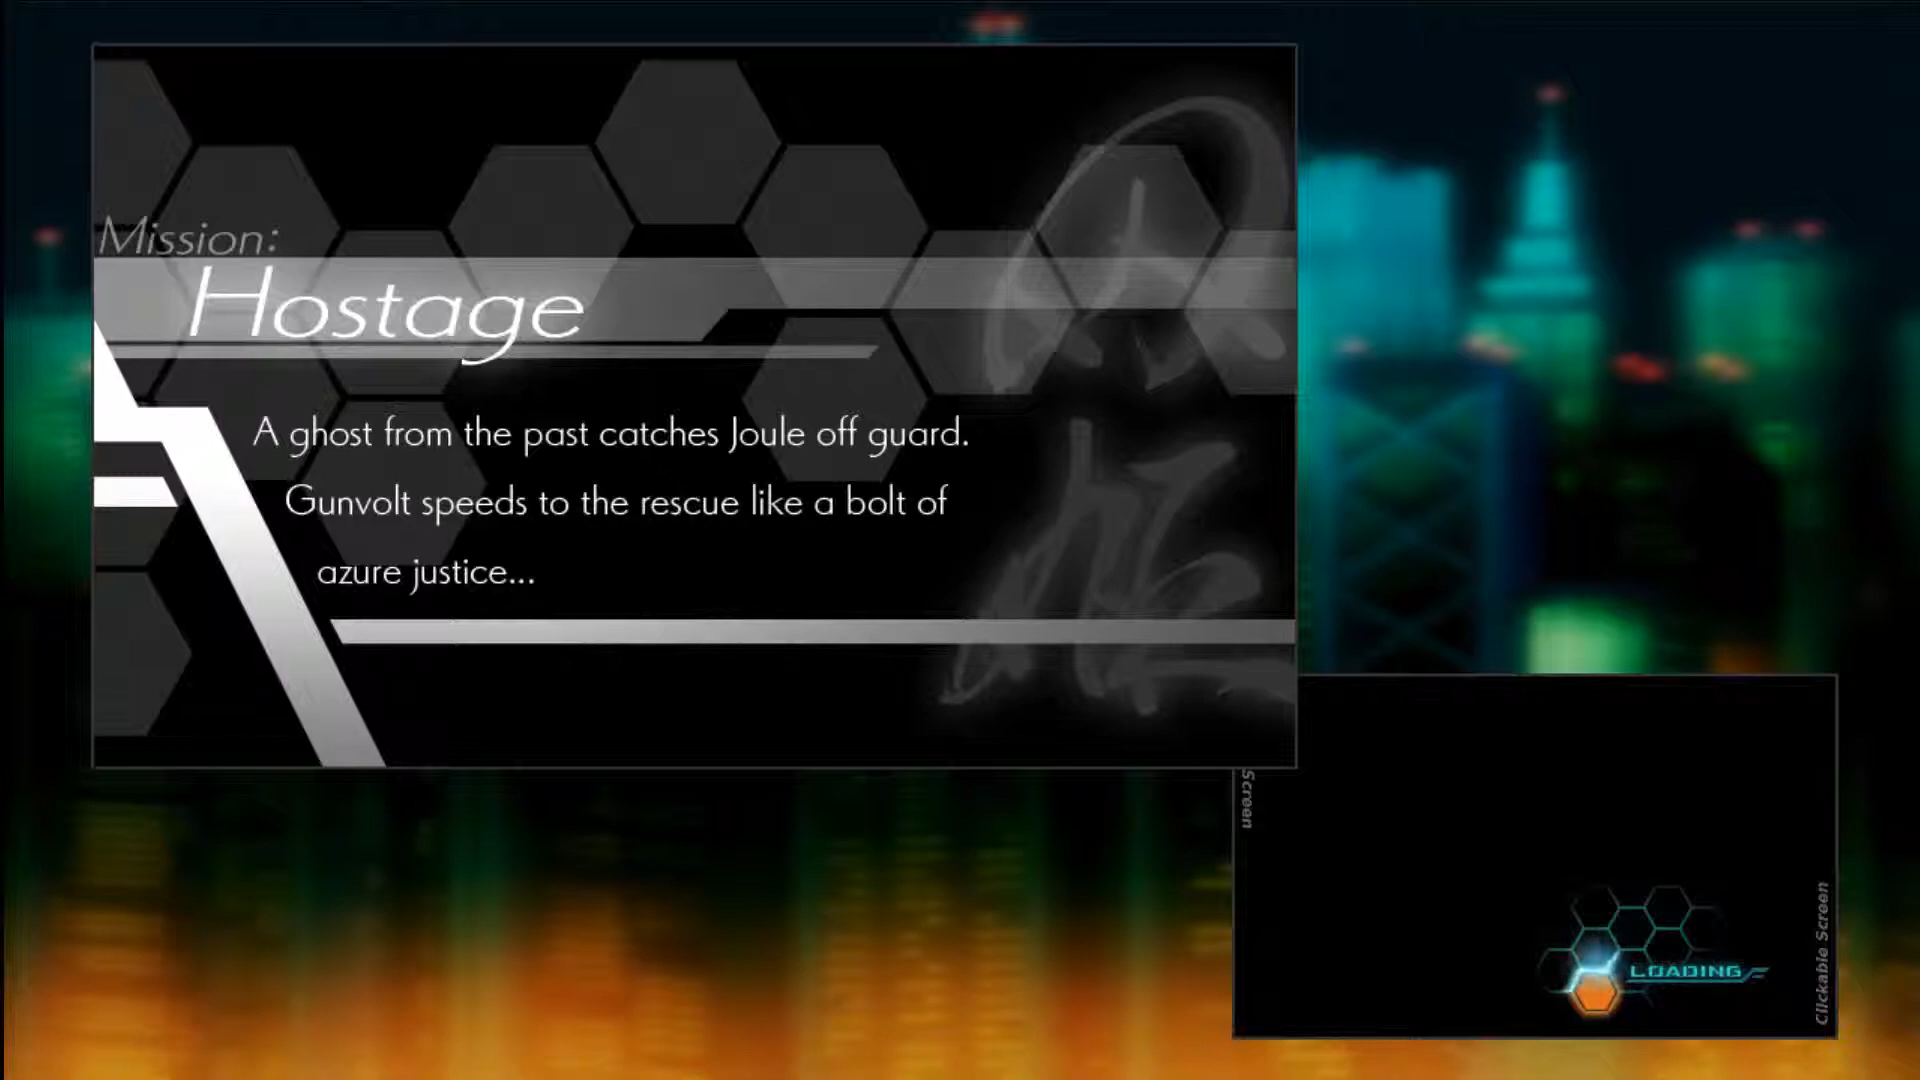 Mission:
Hostage
A ghost from the past catches Joule off guard.
Gunvolt speeds to the rescue like a bolt of
azure justice...
Screen
LOADING
Clickable Screen